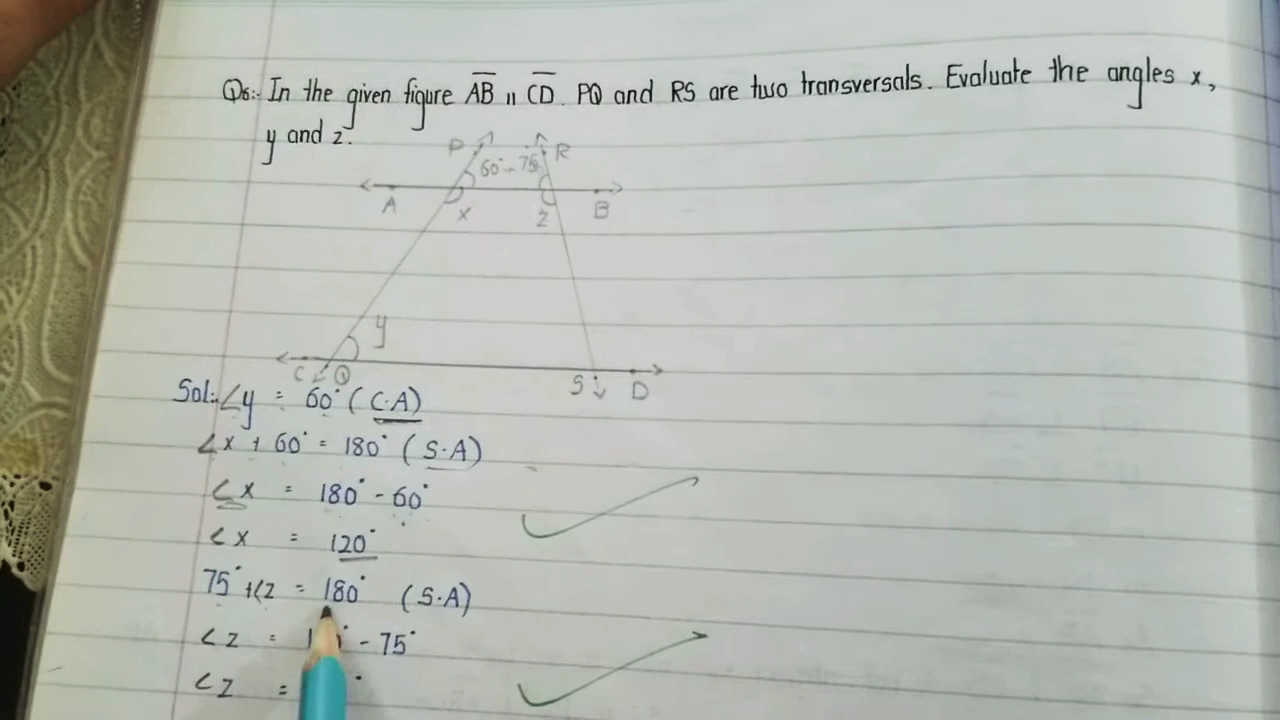 Q6:- In the given figure AB || CD. PQ and RS are two transversals. Evaluate the angles x,
y and z.
P R
60° 75
A x z B
y
C Q S D
Sol:- ∠y = 60° (C.A)
∠x + 60° = 180° (S.A)
∠x = 180° - 60°
∠x = 120°
75° + ∠z = 180° (S.A)
∠z = - 75°
∠z =